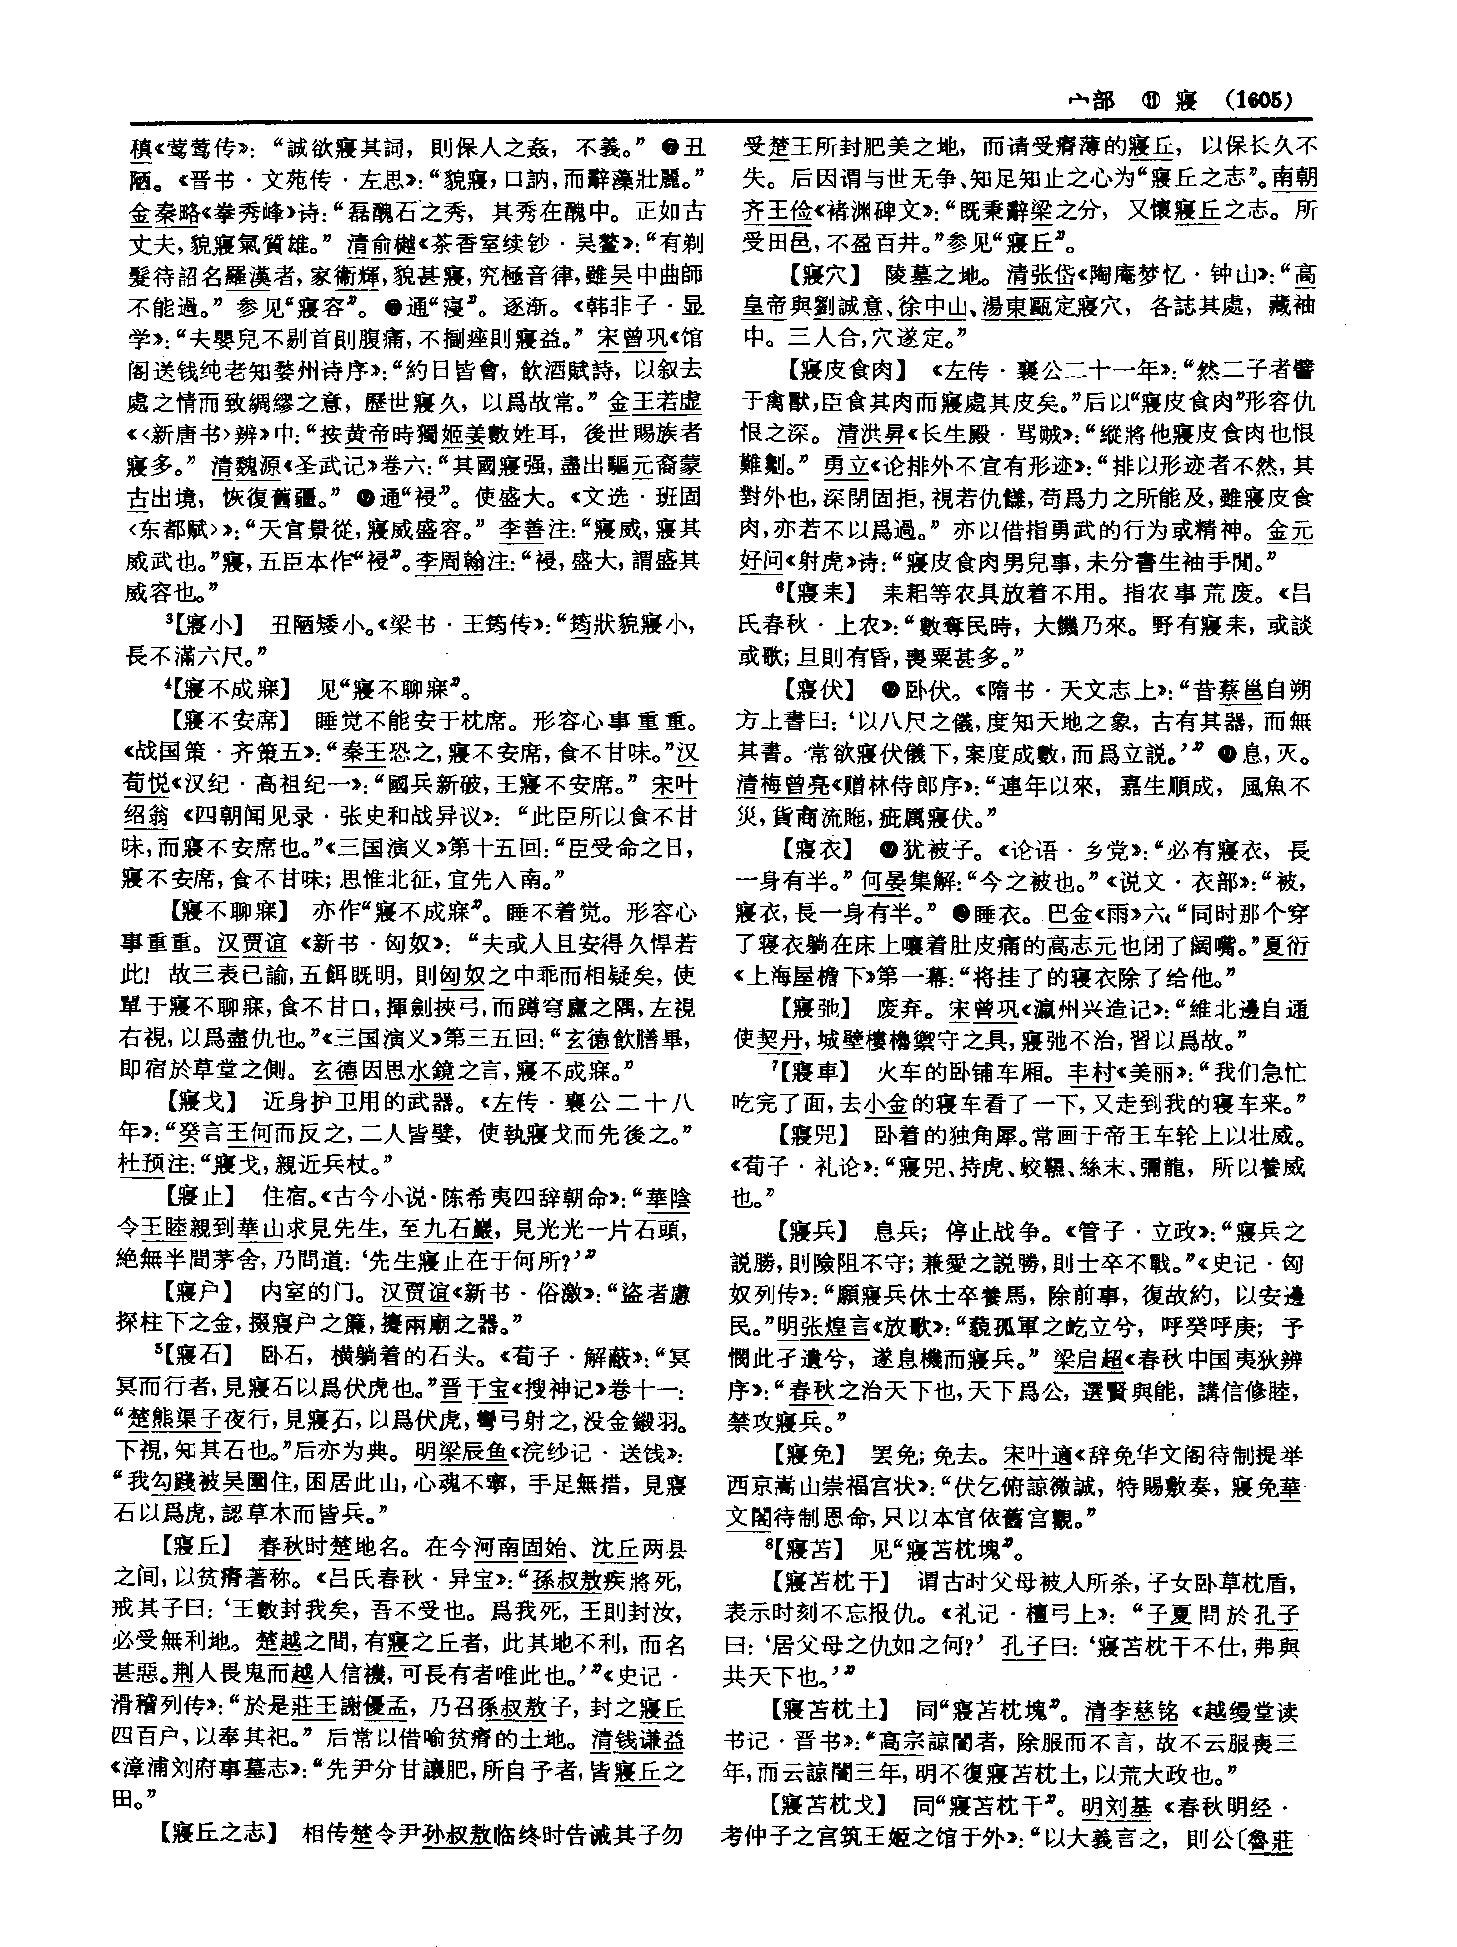 宀部 ⑪ 寢 (1605)
稹《莺莺传》：“誠欲寢其詞，則保人之姦，不義。” ❼丑
陋。《晋书·文苑传·左思》：“貌寢，口訥，而辭藻壯麗。”
金秦略《拳秀峰》诗：“磊醜石之秀，其秀在醜中。正如古
丈夫，貌寢氣質雄。” 清俞樾《茶香室续钞·吴鳌》：“有剃
髮待詔名羅漢者，家衞輝，貌甚寢，究極音律，雖吴中曲師
不能過。” 参见“寢容”。❽通“寖”。逐渐。《韩非子·显
学》：“夫嬰兒不剔首則腹痛，不揊痤則寢益。” 宋曾巩《馆
阁送钱纯老知婺州诗序》：“約日皆會，飲酒賦詩，以叙去
處之情而致綢繆之意，歷世寢久，以爲故常。” 金王若虚
《〈新唐书〉辨》中：“按黄帝時獨姬姜數姓耳，後世賜族者
寢多。” 清魏源《圣武记》卷六：“其國寢强，盡出驅元裔蒙
古出境，恢復舊疆。” ❾通“祲”。使盛大。《文选·班固
〈东都赋〉》：“天官景從，寢威盛容。” 李善注：“寢威，寢其
威武也。”寢，五臣本作“祲”。李周翰注：“祲，盛大，謂盛其
威容也。”
³【寢小】 丑陋矮小。《梁书·王筠传》：“筠狀貌寢小，
長不滿六尺。”
⁴【寢不成寐】 见“寢不聊寐”。
【寢不安席】 睡觉不能安于枕席。形容心事重重。
《战国策·齐策五》：“秦王恐之，寢不安席，食不甘味。”汉
荀悦《汉纪·高祖纪一》：“國兵新破，王寢不安席。” 宋叶
绍翁《四朝闻见录·张史和战异议》：“此臣所以食不甘
味，而寢不安席也。”《三国演义》第十五回：“臣受命之日，
寢不安席，食不甘味；思惟北征，宜先入南。”
【寢不聊寐】 亦作“寢不成寐”。睡不着觉。形容心
事重重。汉贾谊《新书·匈奴》：“夫或人且安得久悍若
此！故三表已諭，五餌既明，則匈奴之中乖而相疑矣，使
單于寢不聊寐，食不甘口，揮劍挾弓，而蹲穹廬之隅，左視
右視，以爲盡仇也。”《三国演义》第三五回：“玄德飲膳畢，
即宿於草堂之側。玄德因思水鏡之言，寢不成寐。”
【寢戈】 近身护卫用的武器。《左传·襄公二十八
年》：“癸言王何而反之，二人皆嬖，使執寢戈而先後之。”
杜预注：“寢戈，親近兵杖。”
【寢止】 住宿。《古今小说·陈希夷四辞朝命》：“華陰
令王睦親到華山求見先生，至九石巖，見光光一片石頭，
絶無半間茅舍，乃問道：‘先生寢止在于何所？’”
【寢户】 内室的门。汉贾谊《新书·俗激》：“盗者慮
探柱下之金，掇寢户之簾，攓兩廟之器。”
⁵【寢石】 卧石，横躺着的石头。《荀子·解蔽》：“冥
冥而行者，見寢石以爲伏虎也。”晋干宝《搜神记》卷十一：
“楚熊渠子夜行，見寢石，以爲伏虎，彎弓射之，没金鎩羽。
下視，知其石也。”后亦为典。明梁辰鱼《浣纱记·送饯》：
“我勾踐被吴圍住，困居此山，心魂不寧，手足無措，見寢
石以爲虎，認草木而皆兵。”
【寢丘】 春秋时楚地名。在今河南固始、沈丘两县
之间，以贫瘠著称。《吕氏春秋·异宝》：“孫叔敖疾將死，
戒其子曰：‘王數封我矣，吾不受也。爲我死，王則封汝，
必受無利地。楚越之間，有寢之丘者，此其地不利，而名
甚惡。荆人畏鬼而越人信禨，可長有者唯此也。’”《史记·
滑稽列传》：“於是莊王謝優孟，乃召孫叔敖子，封之寢丘
四百户，以奉其祀。” 后常以借喻贫瘠的土地。清钱谦益
《漳浦刘府事墓志》：“先尹分甘讓肥，所自予者，皆寢丘之
田。”
【寢丘之志】 相传楚令尹孙叔敖临终时告诫其子勿
受楚王所封肥美之地，而请受瘠薄的寢丘，以保长久不
失。后因谓与世无争、知足知止之心为“寢丘之志”。南朝
齐王俭《褚渊碑文》：“既秉辭梁之分，又懷寢丘之志。所
受田邑，不盈百井。”参见“寢丘”。
【寢穴】 陵墓之地。清张岱《陶庵梦忆·钟山》：“高
皇帝與劉誠意、徐中山、湯東甌定寢穴，各誌其處，藏袖
中。三人合，穴遂定。”
【寢皮食肉】 《左传·襄公二十一年》：“然二子者譬
于禽獸，臣食其肉而寢處其皮矣。”后以“寢皮食肉”形容仇
恨之深。清洪昇《长生殿·骂贼》：“縱將他寢皮食肉也恨
難劖。” 勇立《论排外不宜有形迹》：“排以形迹者不然，其
對外也，深閉固拒，視若仇讎，苟爲力之所能及，雖寢皮食
肉，亦若不以爲過。” 亦以借指勇武的行为或精神。金元
好问《射虎》诗：“寢皮食肉男兒事，未分書生袖手閒。”
⁶【寢耒】 耒耜等农具放着不用。指农事荒废。《吕
氏春秋·上农》：“數奪民時，大饑乃來。野有寢耒，或談
或歌；旦則有昏，喪粟甚多。”
【寢伏】 ❶卧伏。《隋书·天文志上》：“昔蔡邕自朔
方上書曰：‘以八尺之儀，度知天地之象，古有其器，而無
其書。常欲寢伏儀下，案度成數，而爲立説。’” ❷息，灭。
清梅曾亮《赠林侍郎序》：“連年以來，嘉生順成，風魚不
災，貨商流貤，疵厲寢伏。”
【寢衣】 ❶犹被子。《论语·乡党》：“必有寢衣，長
一身有半。” 何晏集解：“今之被也。”《说文·衣部》：“被，
寢衣，長一身有半。” ❷睡衣。巴金《雨》六：“同时那个穿
了寝衣躺在床上嚷着肚皮痛的高志元也闭了阔嘴。”夏衍
《上海屋檐下》第一幕：“将挂了的寝衣除了给他。”
【寢弛】 废弃。宋曾巩《瀛州兴造记》：“維北邊自通
使契丹，城壁樓櫓禦守之具，寢弛不治，習以爲故。”
⁷【寢車】 火车的卧铺车厢。丰村《美丽》：“我们急忙
吃完了面，去小金的寝车看了一下，又走到我的寝车来。”
【寢兕】 卧着的独角犀。常画于帝王车轮上以壮威。
《荀子·礼论》：“寢兕、持虎、蛟韅、絲末、彌龍，所以養威
也。”
【寢兵】 息兵；停止战争。《管子·立政》：“寢兵之
説勝，則險阻不守；兼愛之説勝，則士卒不戰。”《史记·匈
奴列传》：“願寢兵休士卒養馬，除前事，復故約，以安邊
民。”明张煌言《放歌》：“藐孤軍之屹立兮，呼癸呼庚；予
憫此孑遺兮，遂息機而寢兵。” 梁启超《春秋中国夷狄辨
序》：“春秋之治天下也，天下爲公，選賢與能，講信修睦，
禁攻寢兵。”
【寢免】 罢免；免去。宋叶適《辞免华文阁待制提举
西京嵩山崇福宫状》：“伏乞俯諒微誠，特賜敷奏，寢免華
文閣待制恩命，只以本官依舊宫觀。”
⁸【寢苫】 见“寢苫枕塊”。
【寢苫枕干】 谓古时父母被人所杀，子女卧草枕盾，
表示时刻不忘报仇。《礼记·檀弓上》：“子夏問於孔子
曰：‘居父母之仇如之何？’ 孔子曰：‘寢苫枕干不仕，弗與
共天下也。’”
【寢苫枕土】 同“寢苫枕塊”。清李慈铭《越缦堂读
书记·晋书》：“高宗諒闇者，除服而不言，故不云服喪三
年，而云諒闇三年，明不復寢苫枕土，以荒大政也。”
【寢苫枕戈】 同“寢苫枕干”。明刘基《春秋明经·
考仲子之宫筑王姬之馆于外》：“以大義言之，則公〔魯莊